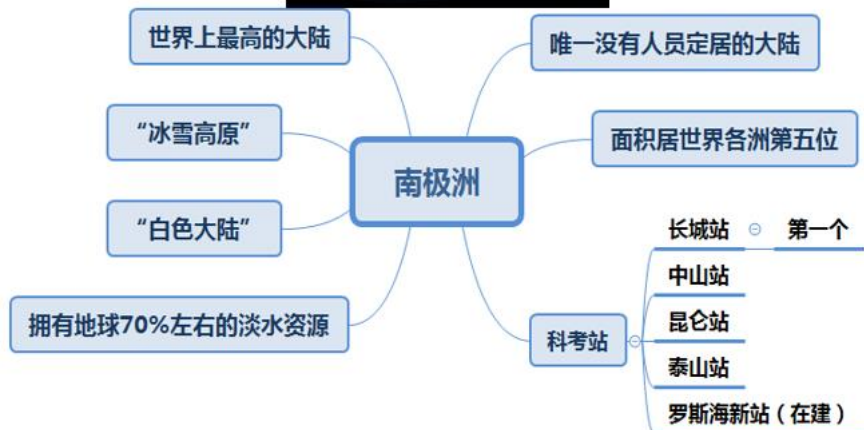 世界上最高的大陆
唯一没有人员定居的大陆
“冰雪高原”
面积居世界各洲第五位
南极洲
“白色大陆”
长城站
第一个
中山站
昆仑站
拥有地球70%左右的淡水资源
科考站
泰山站
罗斯海新站（在建）